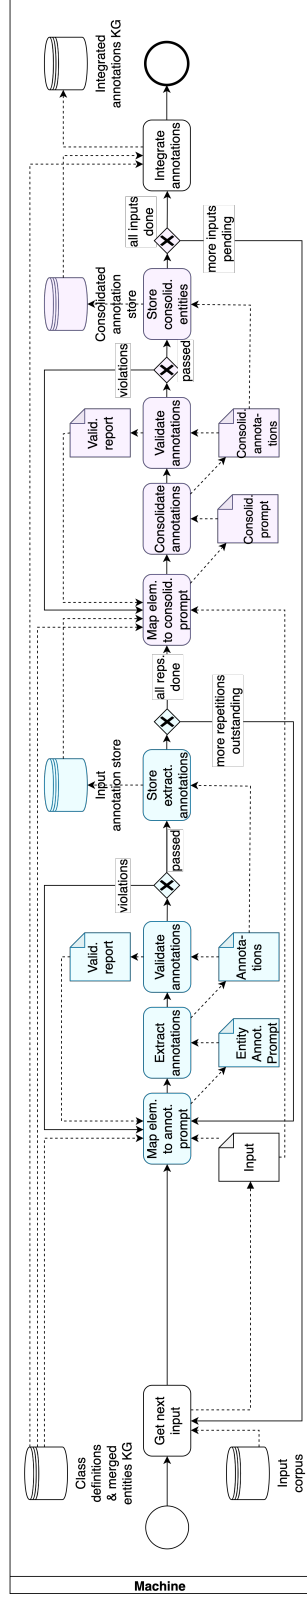 Machine
Class
definitions
& merged
entities KG
Input
corpus
Get next
input
Input
Map elem.
to annot.
prompt
Entity
Annot.
Prompt
Extract
annotations
Annota-
tions
Validate
annotations
Valid.
report
violations
passed
Store
extract.
annotations
Input
annotation store
more repetitions
outstanding
all reps.
done
Map elem.
to consolid.
prompt
Consolid.
prompt
Consolidate
annotations
Consolid.
annota-
tions
Validate
annotations
Valid.
report
violations
passed
Store
consolid.
entities
Consolidated
annotation
store
more inputs
pending
all inputs
done
Integrate
annotations
Integrated
annotations KG